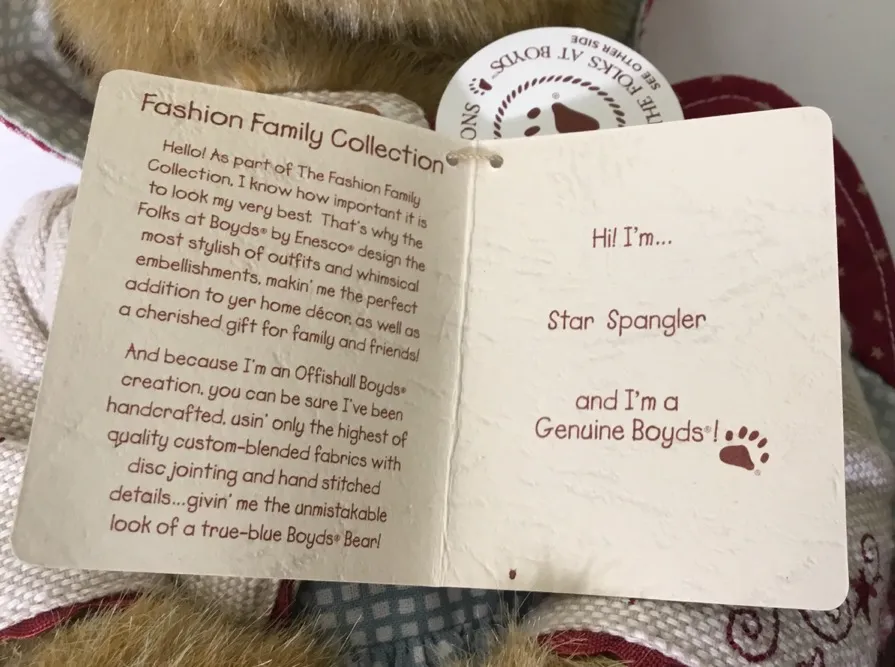 THE FOLKS AT BOYDS™
SEE OTHER SIDE
Fashion Family Collection
Hello! As part of The Fashion Family
Collection, I know how important it is
to look my very best. That's why the
Folks at Boyds® by Enesco® design the
most stylish of outfits and whimsical
embellishments, makin' me the perfect
addition to yer home décor, as well as
a cherished gift for family and friends!
And because I'm an Offishull Boyds®
creation, you can be sure I've been
handcrafted, usin' only the highest of
quality custom-blended fabrics with
disc jointing and hand stitched
details...givin' me the unmistakable
look of a true-blue Boyds® Bear!
Hi! I'm...
Star Spangler
and I'm a
Genuine Boyds®!